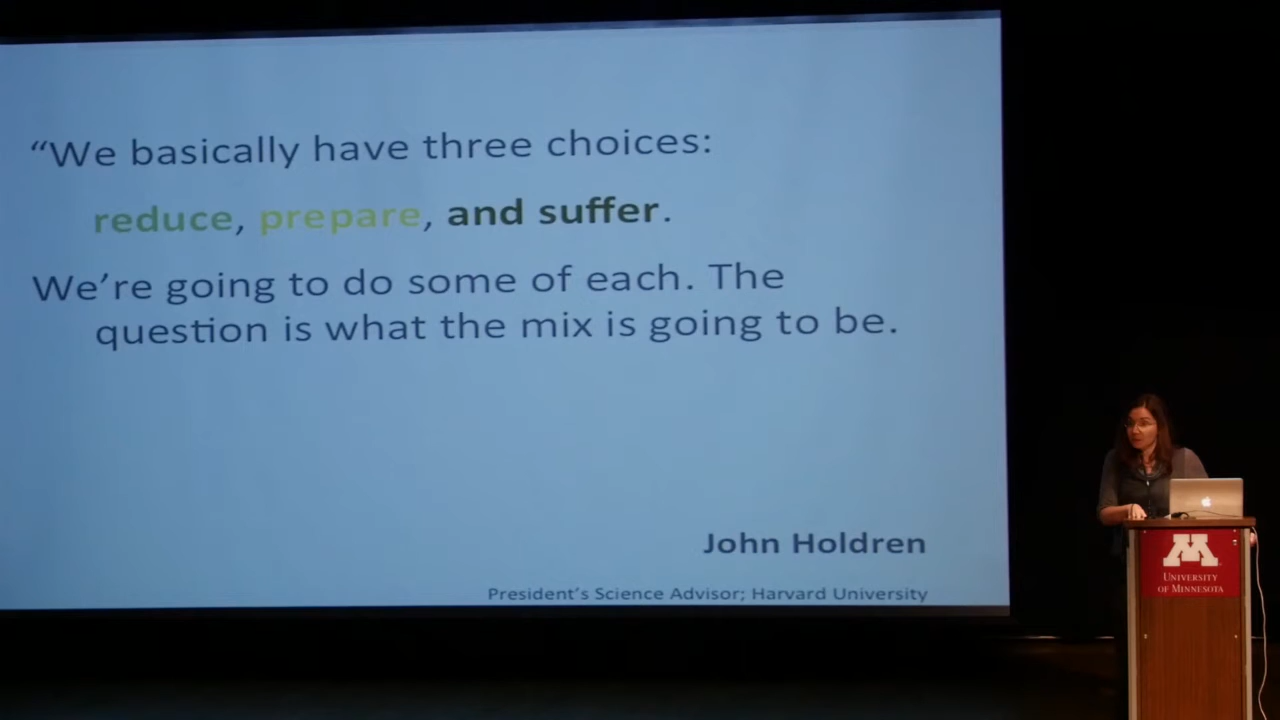 “We basically have three choices:
reduce, prepare, and suffer.
We’re going to do some of each. The
question is what the mix is going to be.
John Holdren
President’s Science Advisor; Harvard University
M
UNIVERSITY
OF MINNESOTA